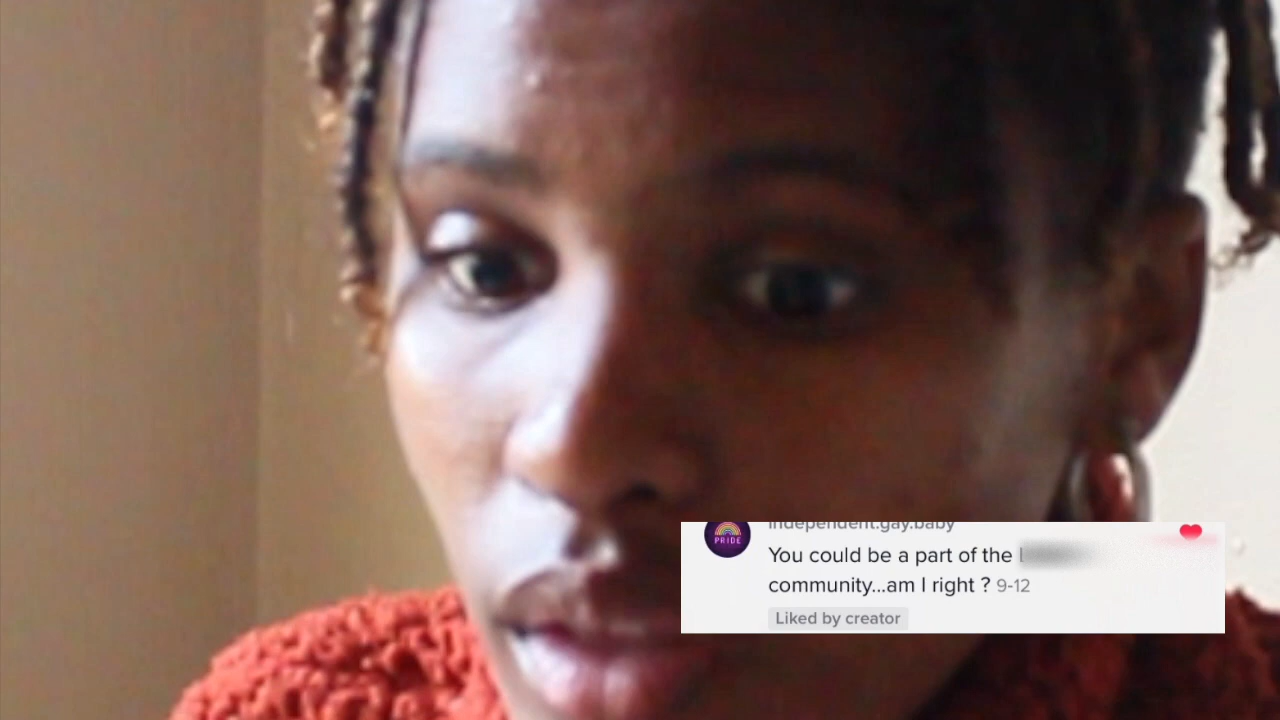 independent.gay.baby
PRIDE
You could be a part of the
community...am I right ? 9-12
Liked by creator